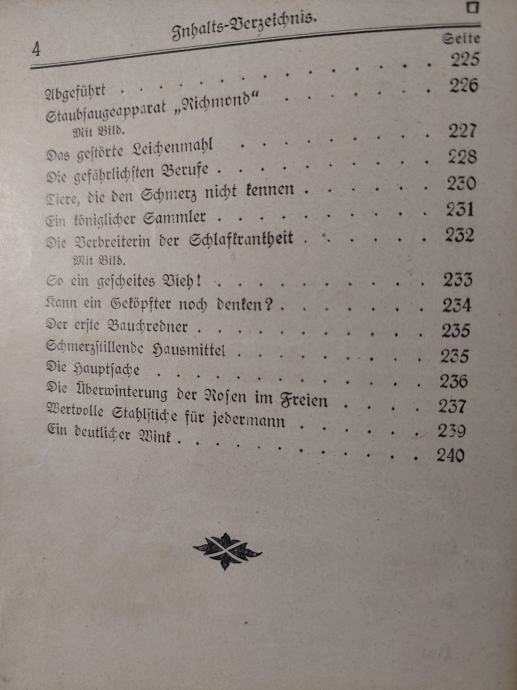 4
Inhalts-Verzeichnis.
Seite
Abgeführt . . . . . . . . . . . . 225
Staubsaugeapparat „Richmond“ . . . . . . 226
Mit Bild.
Das gestörte Leichenmahl . . . . . . . 227
Die gefährlichsten Berufe . . . . . . . . 228
Tiere, die den Schmerz nicht kennen . . . . . 230
Ein königlicher Sammler . . . . . . . . 231
Die Verbreiterin der Schlafkrantheit . . . . . 232
Mit Bild.
So ein gescheites Vieh! . . . . . . . . 233
Kann ein Geköpfter noch denken? . . . . . . 234
Der erste Bauchredner . . . . . . . . . 235
Schmerzstillende Hausmittel . . . . . . . 235
Die Hauptsache . . . . . . . . . . . 236
Die Überwinterung der Rosen im Freien . . . . 237
Wertvolle Stahlstiche für jedermann . . . . . 239
Ein deutlicher Wink . . . . . . . . . . 240